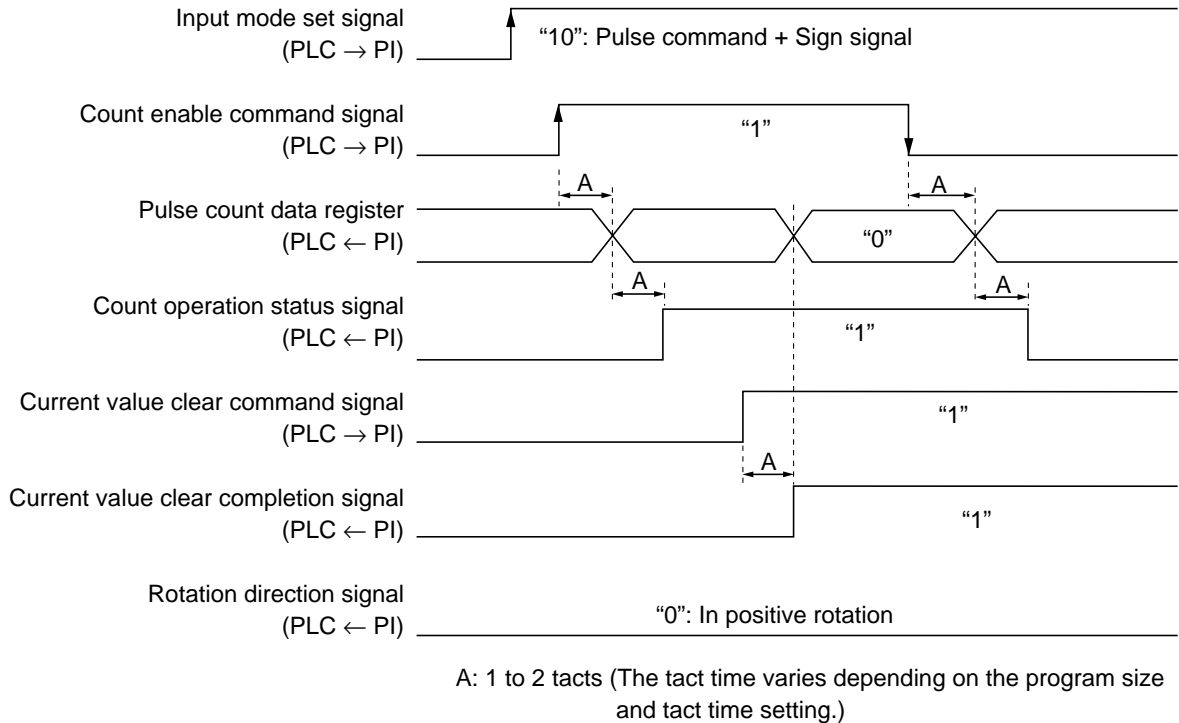 Input mode set signal
(PLC → PI)
“10”: Pulse command + Sign signal
Count enable command signal
(PLC → PI)
“1”
A
A
Pulse count data register
(PLC ← PI)
“0”
A
A
Count operation status signal
(PLC ← PI)
“1”
Current value clear command signal
(PLC → PI)
“1”
A
Current value clear completion signal
(PLC ← PI)
“1”
Rotation direction signal
(PLC ← PI)
“0”: In positive rotation
A: 1 to 2 tacts (The tact time varies depending on the program size
and tact time setting.)